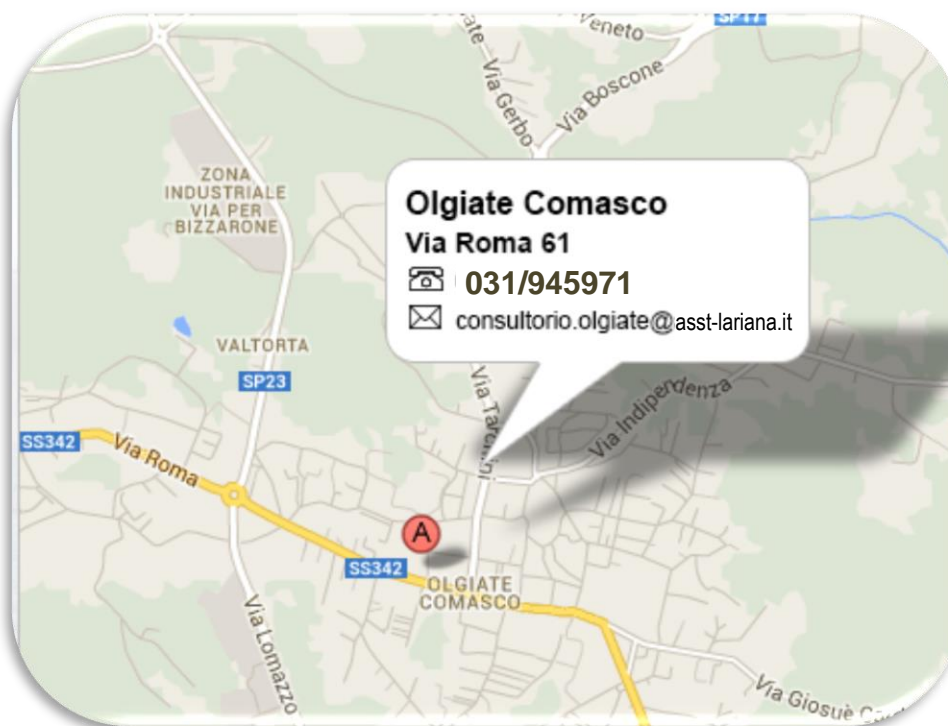 SP17
Veneto
Via Gerbo
Via Boscone
ZONA
INDUSTRIALE
VIA PER
BIZZARONE
Olgiate Comasco
Via Roma 61
031/945971
consultorio.olgiate@asst-lariana.it
VALTORTA
SP23
Via Indipendenza
SS342
Via Roma
A
SS342
OLGIATE
COMASCO
Via Lomazzo
Via Giosuè